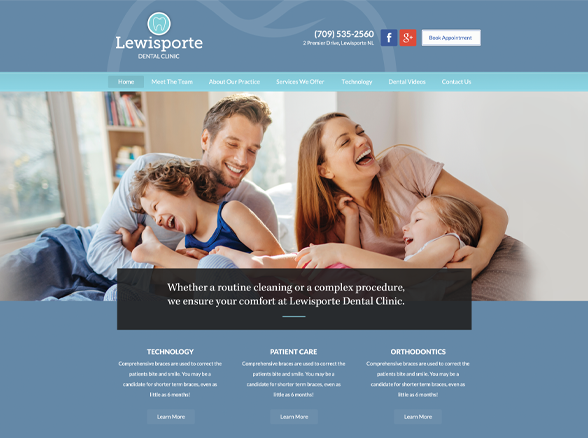 Lewisporte
DENTAL CLINIC
(709) 535-2560
2 Premier Drive, Lewisporte NL
f
g+
Book Appointment
Home Meet The Team About Our Practice Services We Offer Technology Dental Videos Contact Us
Whether a routine cleaning or a complex procedure,
we ensure your comfort at Lewisporte Dental Clinic.
TECHNOLOGY
Comprehensive braces are used to correct the
patients bite and smile. You may be a
candidate for shorter term braces, even as
little as 6 months!
Learn More
PATIENT CARE
Comprehensive braces are used to correct the
patients bite and smile. You may be a
candidate for shorter term braces, even as
little as 6 months!
Learn More
ORTHODONTICS
Comprehensive braces are used to correct the
patients bite and smile. You may be a
candidate for shorter term braces, even as
little as 6 months!
Learn More